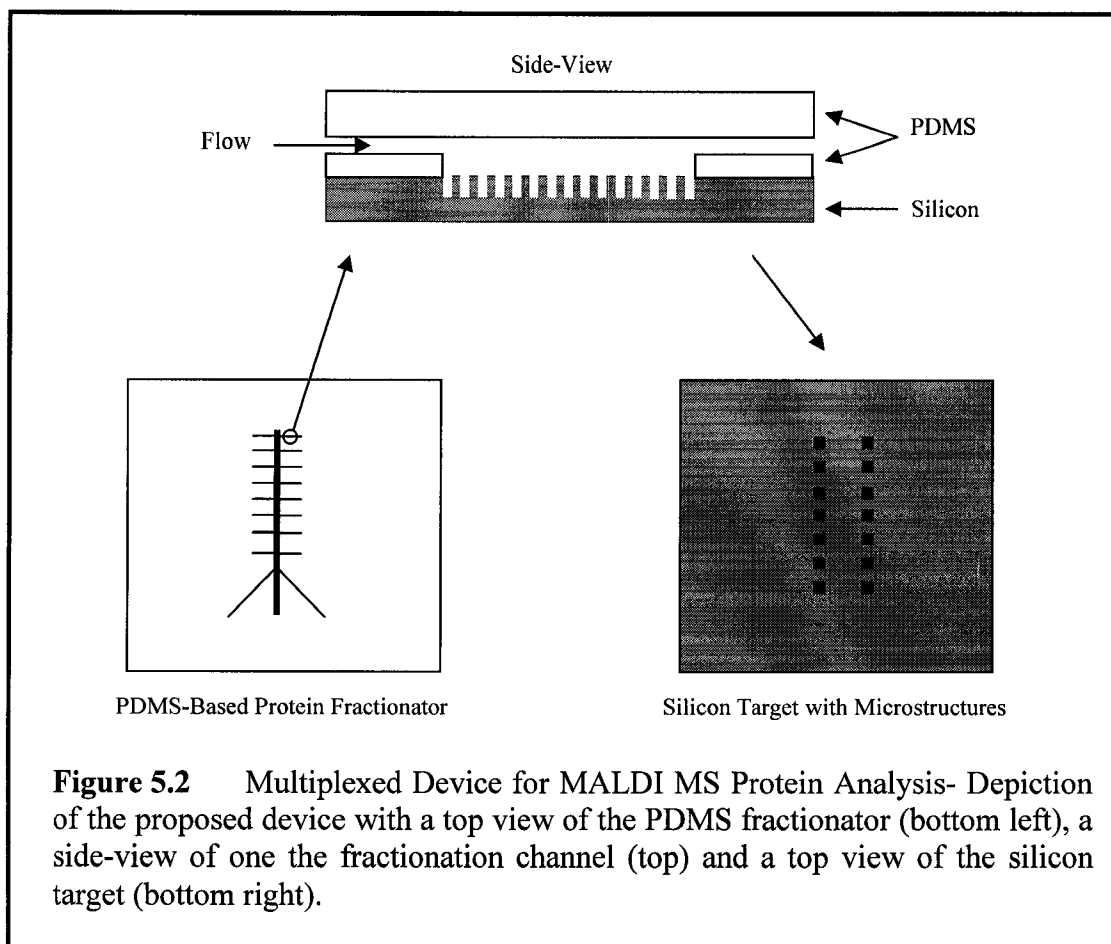 Side-View
Flow
PDMS
Silicon
PDMS-Based Protein Fractionator
Silicon Target with Microstructures
Figure 5.2 Multiplexed Device for MALDI MS Protein Analysis- Depiction
of the proposed device with a top view of the PDMS fractionator (bottom left), a
side-view of one the fractionation channel (top) and a top view of the silicon
target (bottom right).